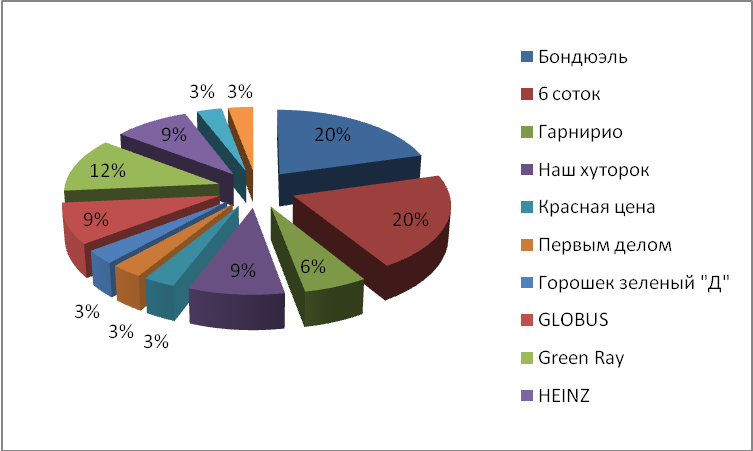 3%
3%
20%
9%
12%
20%
9%
9%
6%
3%
3%
3%
Бондюэль
6 соток
Гарнирио
Наш хуторок
Красная цена
Первым делом
Горошек зеленый "Д"
GLOBUS
Green Ray
HEINZ